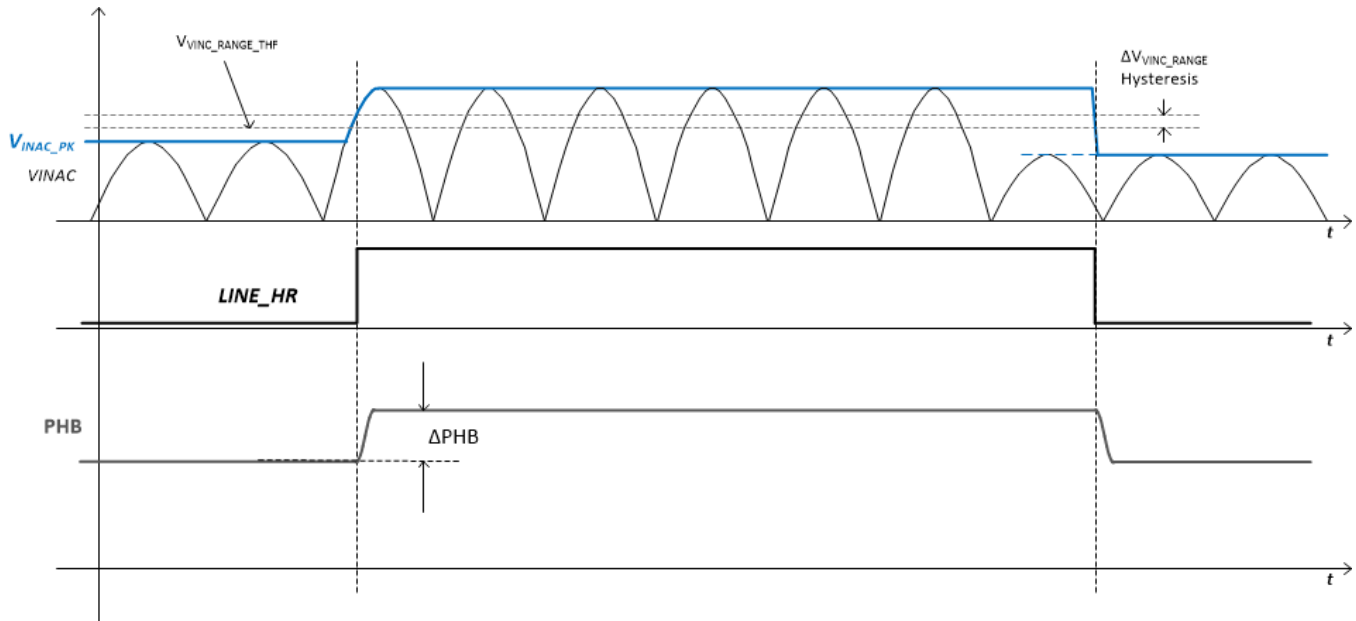 VVINC_RANGE_THF
ΔVVINC_RANGE
Hysteresis
VINAC_PK
VINAC
t
LINE_HR
t
PHB
ΔPHB
t